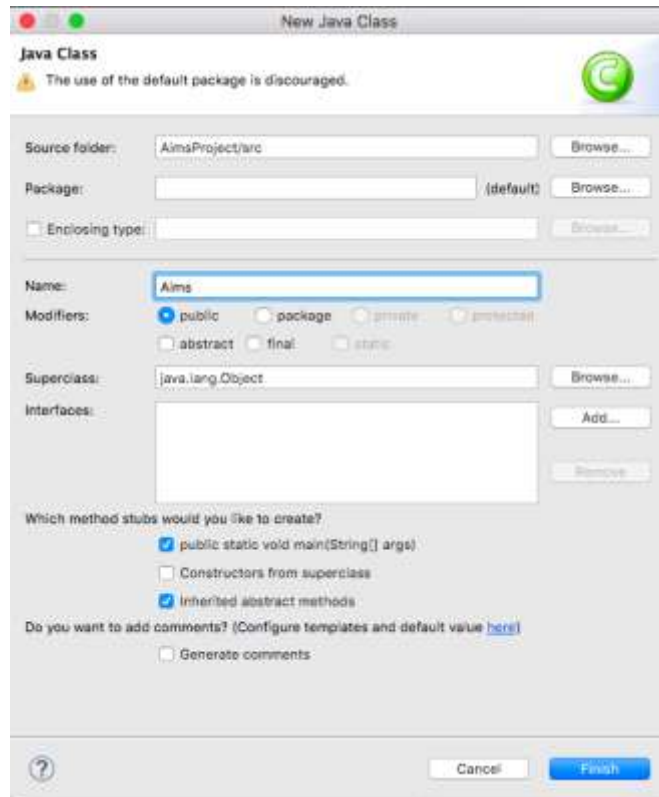 New Java Class
Java Class
The use of the default package is discouraged.
Source folder: AimsProject/src Browse...
Package: (default) Browse...
Enclosing type: Browse...
Name: Aims
Modifiers: public package private protected
abstract final static
Superclass: java.lang.Object Browse...
Interfaces: Add...
Remove
Which method stubs would you like to create?
public static void main(String[] args)
Constructors from superclass
Inherited abstract methods
Do you want to add comments? (Configure templates and default value here)
Generate comments
? Cancel Finish